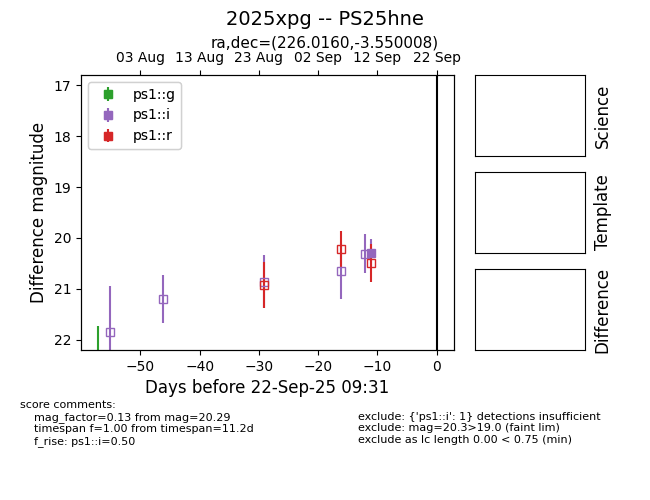 2025xpg -- PS25hne
ra,dec=(226.0160,-3.550008)
03 Aug 13 Aug 23 Aug 02 Sep 12 Sep 22 Sep
ps1::g
ps1::i
ps1::r
17
18
19
20
21
22
Difference magnitude
−50 −40 −30 −20 −10 0
Days before 22-Sep-25 09:31
Science
Template
Difference
score comments:
mag_factor=0.13 from mag=20.29
timespan f=1.00 from timespan=11.2d
f_rise: ps1::i=0.50
exclude: {'ps1::i': 1} detections insufficient
exclude: mag=20.3>19.0 (faint lim)
exclude as lc length 0.00 < 0.75 (min)